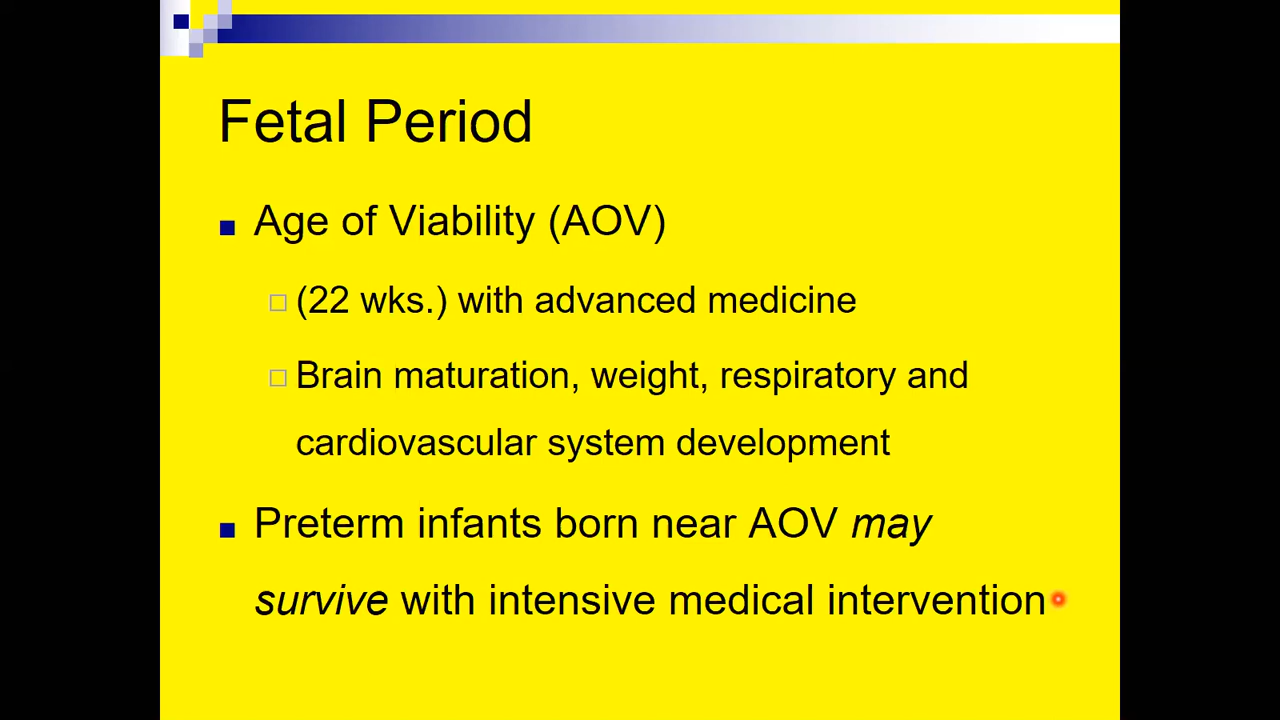 Fetal Period
Age of Viability (AOV)
(22 wks.) with advanced medicine
Brain maturation, weight, respiratory and
cardiovascular system development
Preterm infants born near AOV may
survive with intensive medical intervention